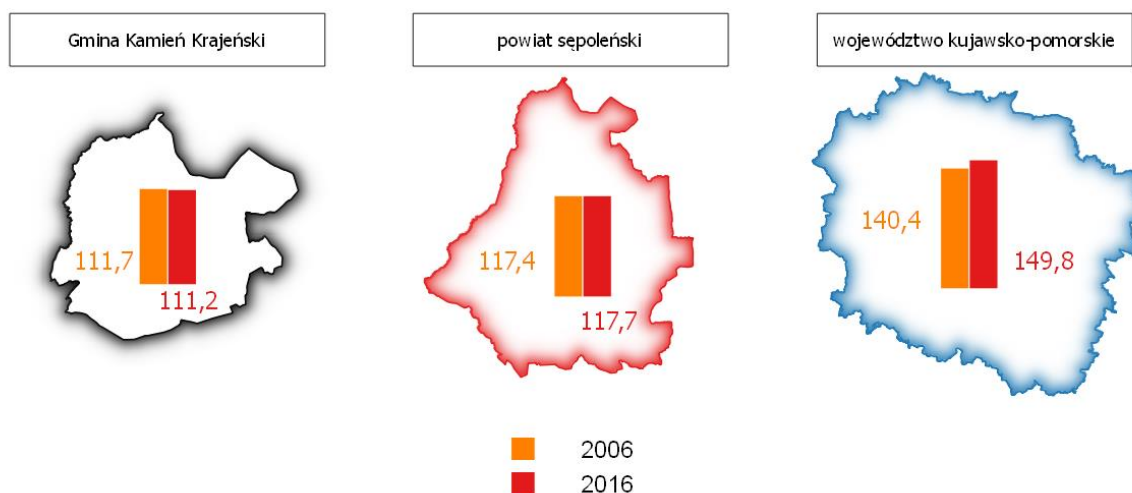 Gmina Kamień Krajeński
powiat sępoleński
województwo kujawsko-pomorskie
111,7
111,2
117,4
117,7
140,4
149,8
2006
2016